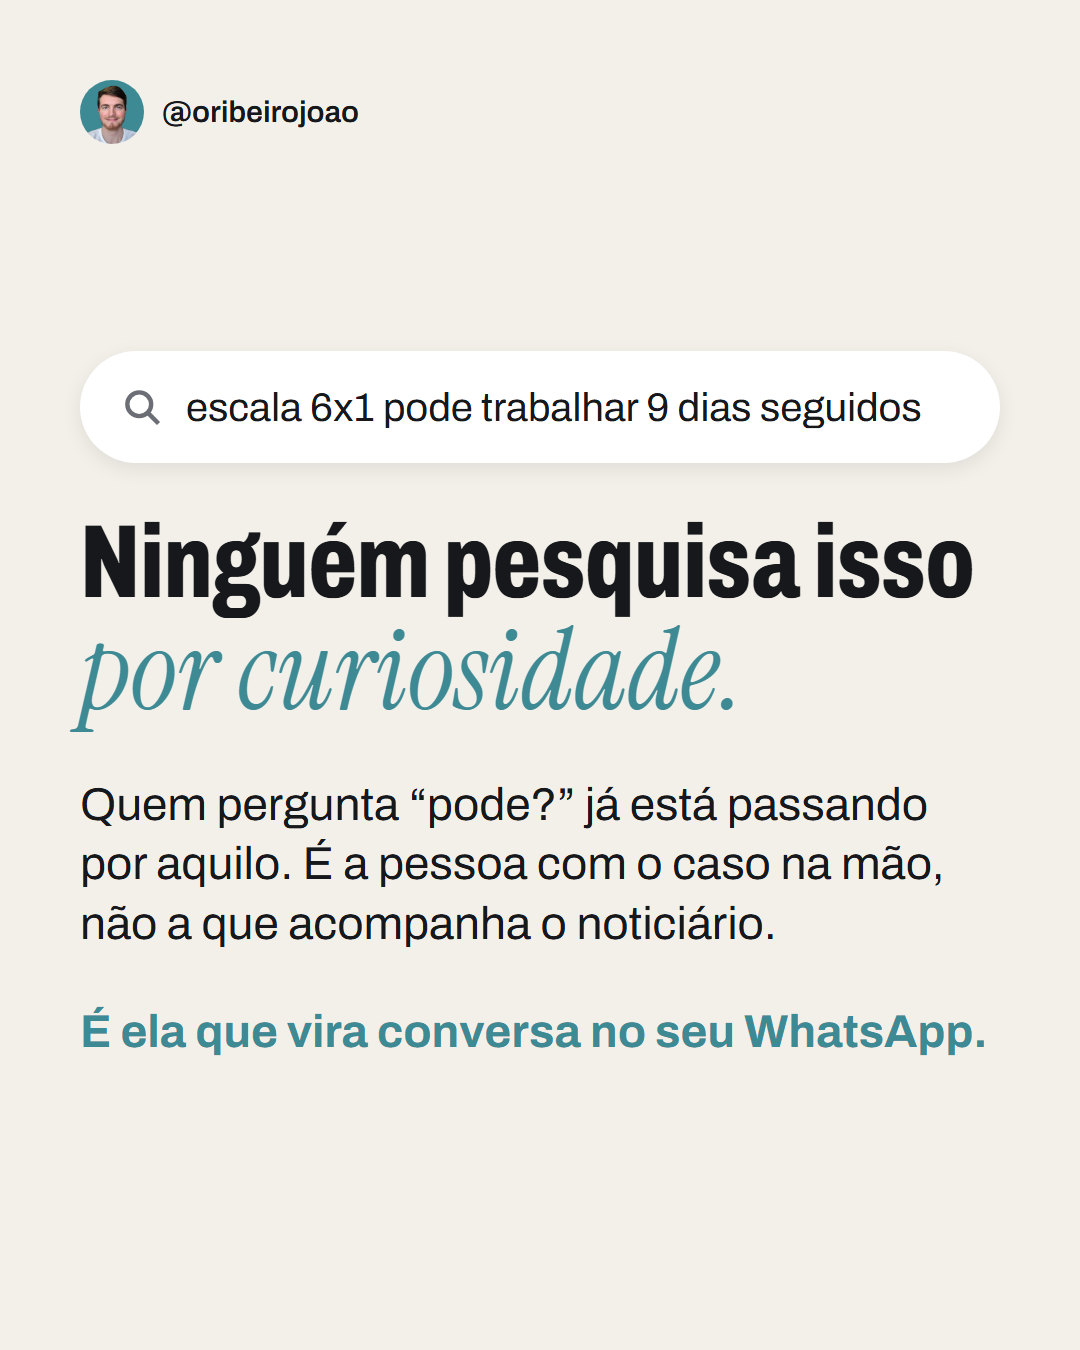 @oribeirojoao
escala 6x1 pode trabalhar 9 dias seguidos
Ninguém pesquisa isso
por curiosidade.
Quem pergunta “pode?” já está passando
por aquilo. É a pessoa com o caso na mão,
não a que acompanha o noticiário.
É ela que vira conversa no seu WhatsApp.